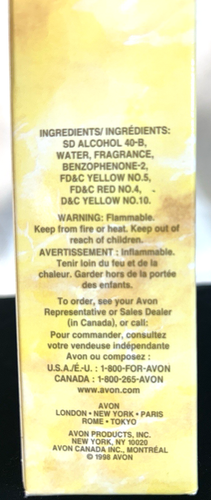 INGREDIENTS/ INGRÉDIENTS:
SD ALCOHOL 40-B,
WATER, FRAGRANCE,
BENZOPHENONE-2,
FD&C YELLOW NO.5,
FD&C RED NO.4,
D&C YELLOW NO.10.
WARNING: Flammable.
Keep from fire or heat. Keep out of
reach of children.
AVERTISSEMENT : Inflammable.
Tenir loin du feu et de la
chaleur. Garder hors de la portée
des enfants.
To order, see your Avon
Representative or Sales Dealer
(in Canada), or call:
Pour commander, consultez
votre vendeuse indépendante
Avon ou composez :
U.S.A./É.-U. : 1-800-FOR-AVON
CANADA : 1-800-265-AVON
www.avon.com
AVON
LONDON • NEW YORK • PARIS
ROME • TOKYO
AVON PRODUCTS, INC.
NEW YORK, NY 10020
AVON CANADA INC., MONTRÉAL
© 1998 AVON